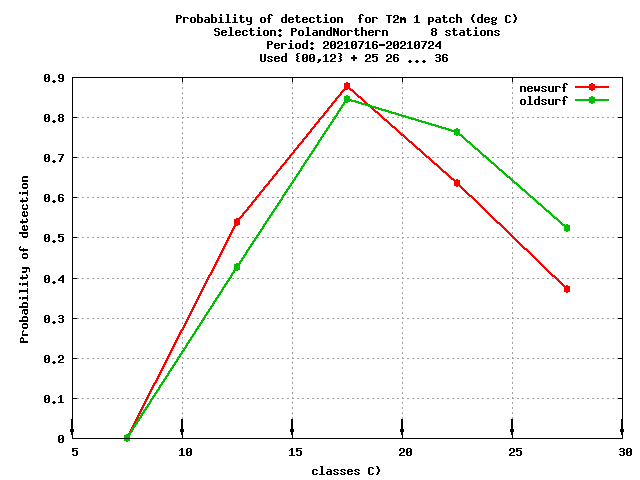 Probability of detection  for T2m 1 patch (deg C)
Selection: PolandNorthern      8 stations
Period: 20210716-20210724
Used {00,12} + 25 26 ... 36
newsurf
oldsurf
0.9
0.8
0.7
0.6
0.5
0.4
0.3
0.2
0.1
0
Probability of detection
5 10 15 20 25 30
classes C)